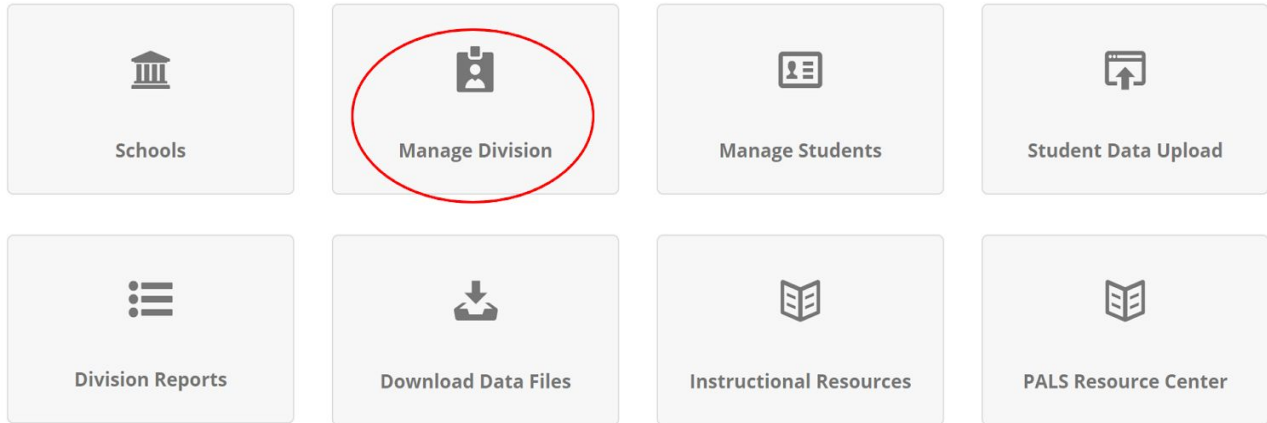 Schools
Manage Division
Manage Students
Student Data Upload
Division Reports
Download Data Files
Instructional Resources
PALS Resource Center